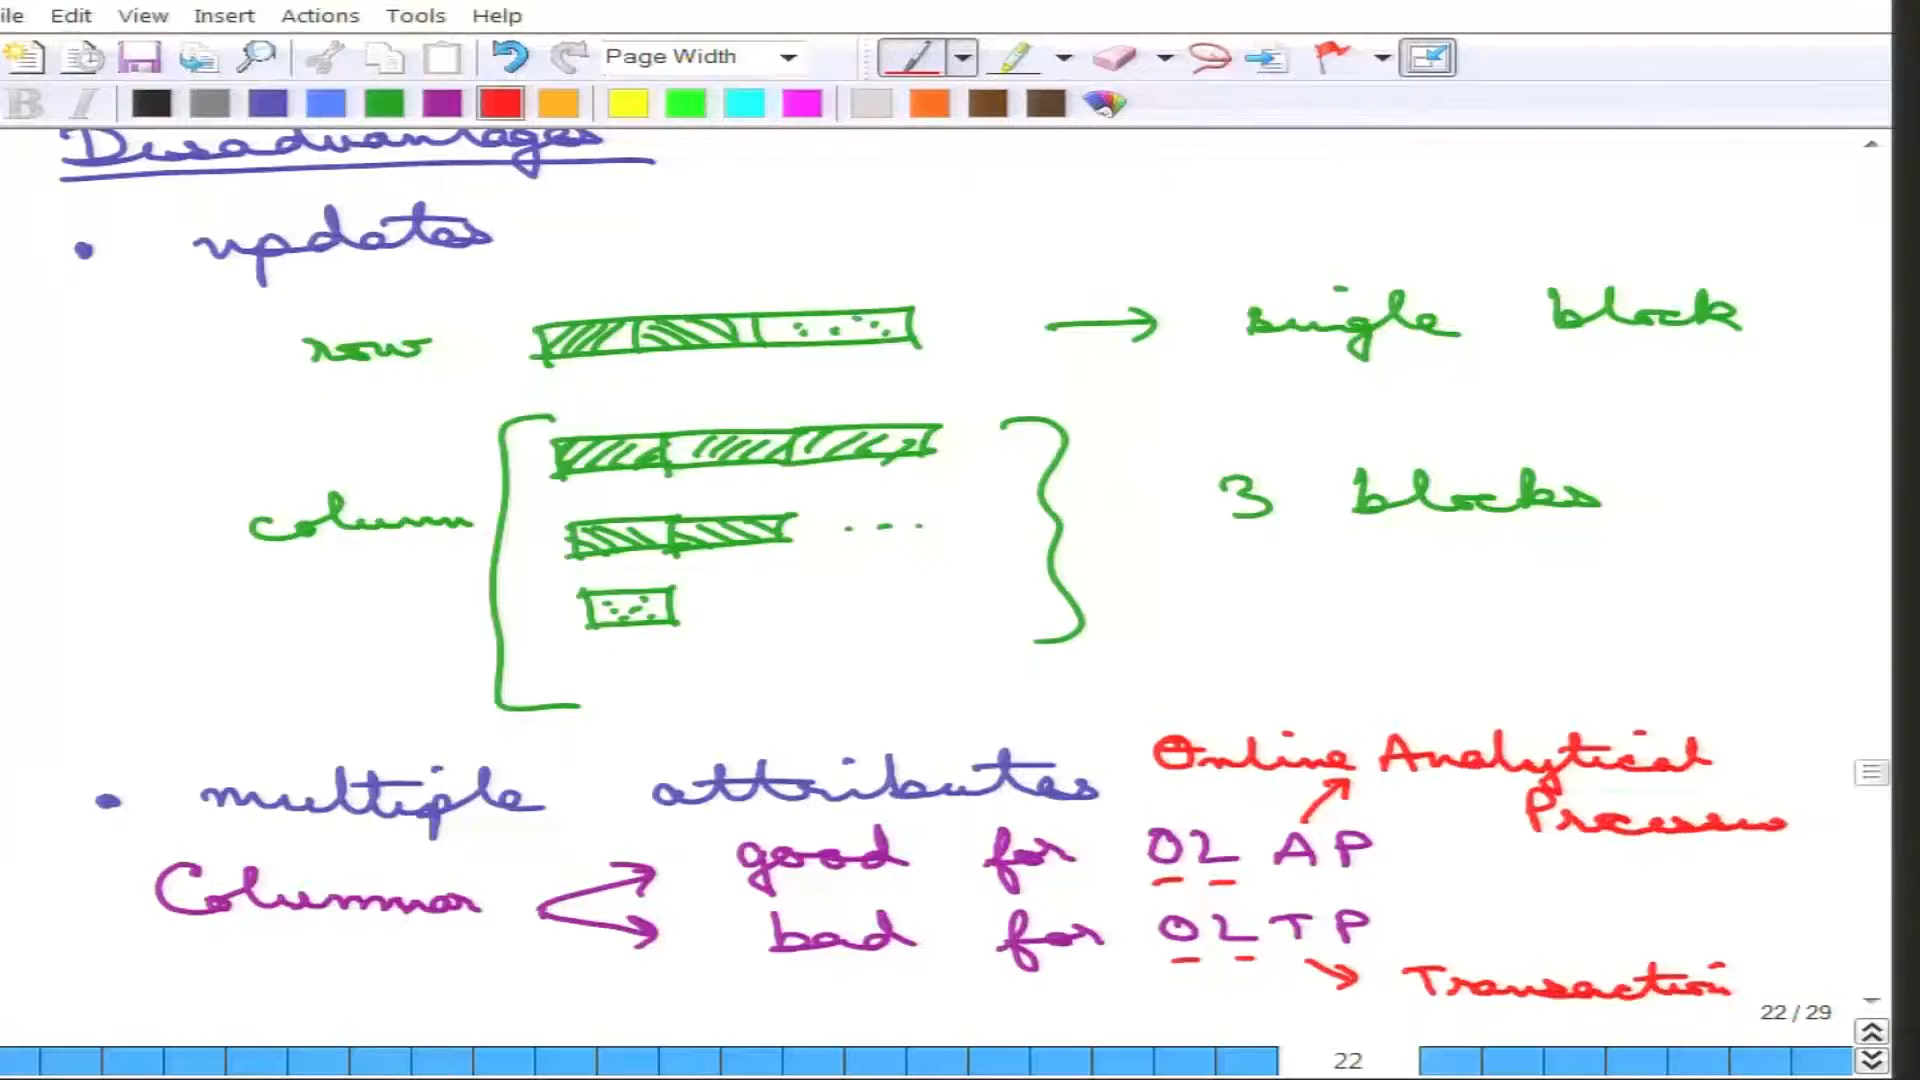 ile Edit View Insert Actions Tools Help
Page Width
B I
Disadvantages
• updates
row → single block
column 3 blocks
• multiple attributes
Online Analytical
Process
Columnar good for OLAP
bad for OLTP
Transaction
22 / 29
22